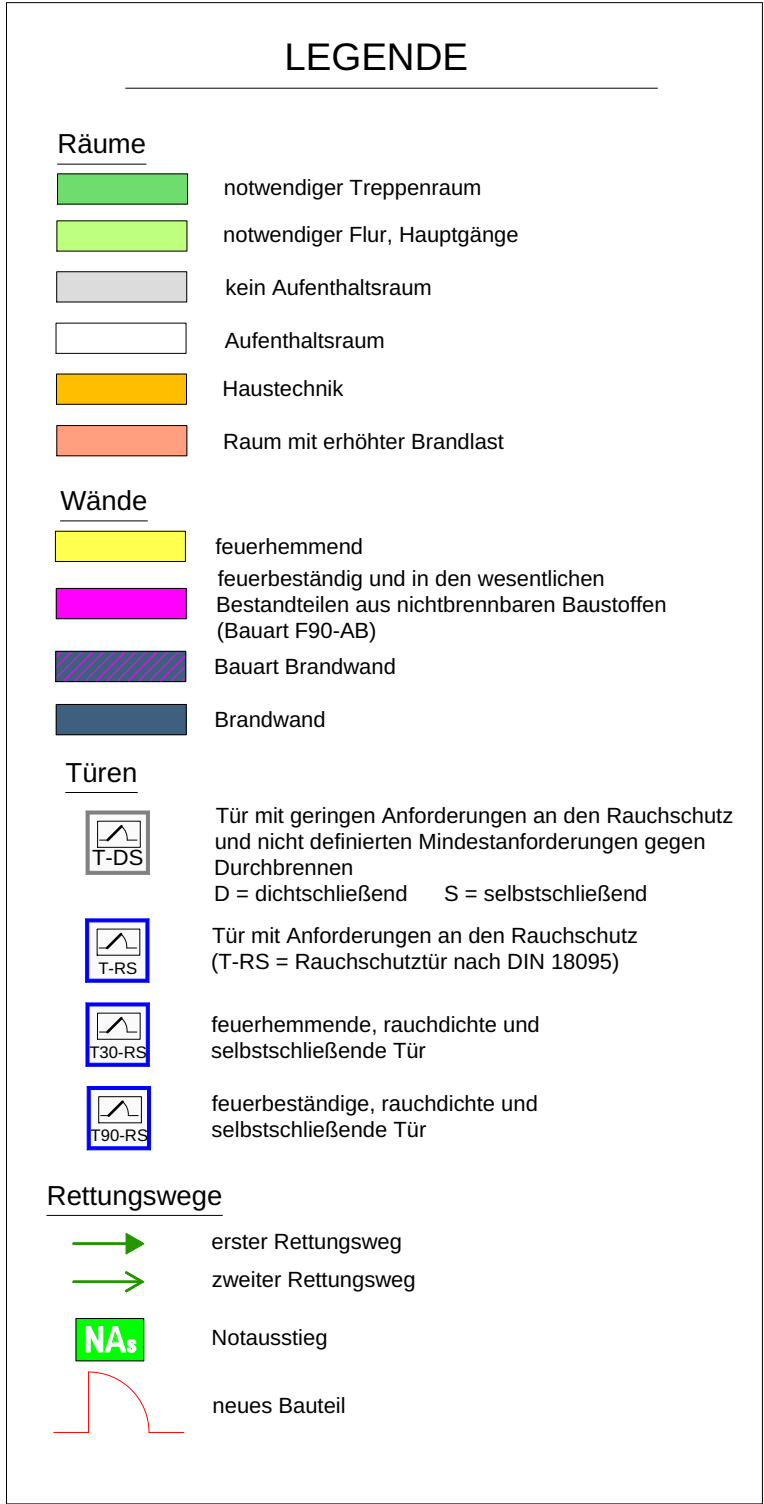 LEGENDE
Räume
notwendiger Treppenraum
notwendiger Flur, Hauptgänge
kein Aufenthaltsraum
Aufenthaltsraum
Haustechnik
Raum mit erhöhter Brandlast
Wände
feuerhemmend
feuerbeständig und in den wesentlichen
Bestandteilen aus nichtbrennbaren Baustoffen
(Bauart F90-AB)
Bauart Brandwand
Brandwand
Türen
T-DS
Tür mit geringen Anforderungen an den Rauchschutz
und nicht definierten Mindestanforderungen gegen
Durchbrennen
D = dichtschließend S = selbstschließend
T-RS
Tür mit Anforderungen an den Rauchschutz
(T-RS = Rauchschutztür nach DIN 18095)
T30-RS
feuerhemmende, rauchdichte und
selbstschließende Tür
T90-RS
feuerbeständige, rauchdichte und
selbstschließende Tür
Rettungswege
erster Rettungsweg
zweiter Rettungsweg
NAs
Notausstieg
neues Bauteil